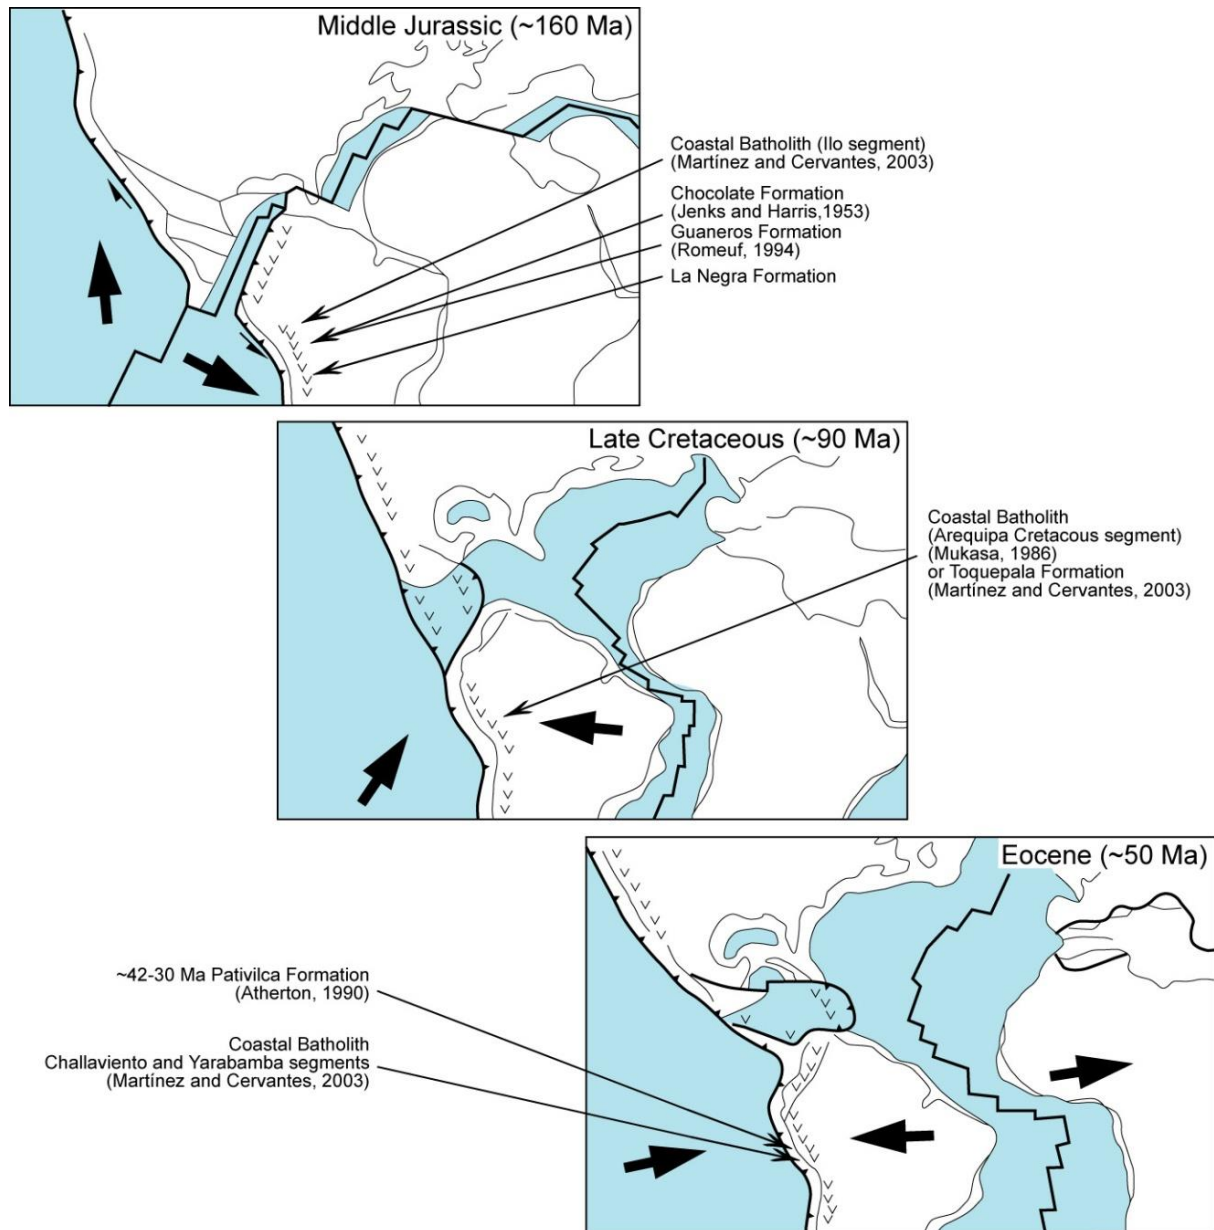 Middle Jurassic (~160 Ma)
Coastal Batholith (Ilo segment)
(Martínez and Cervantes, 2003)
Chocolate Formation
(Jenks and Harris,1953)
Guaneros Formation
(Romeuf, 1994)
La Negra Formation
Late Cretaceous (~90 Ma)
Coastal Batholith
(Arequipa Cretacous segment)
(Mukasa, 1986)
or Toquepala Formation
(Martínez and Cervantes, 2003)
Eocene (~50 Ma)
~42-30 Ma Pativilca Formation
(Atherton, 1990)
Coastal Batholith
Challaviento and Yarabamba segments
(Martínez and Cervantes, 2003)